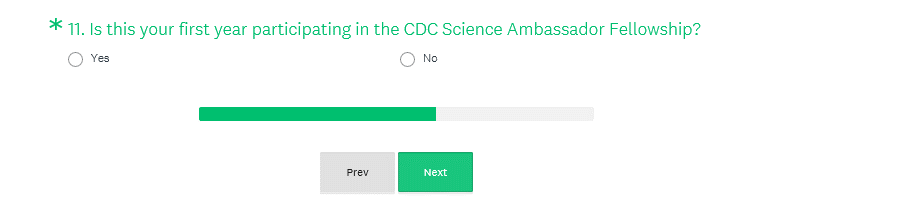 * 11. Is this your first year participating in the CDC Science Ambassador Fellowship?
Yes No
Prev Next